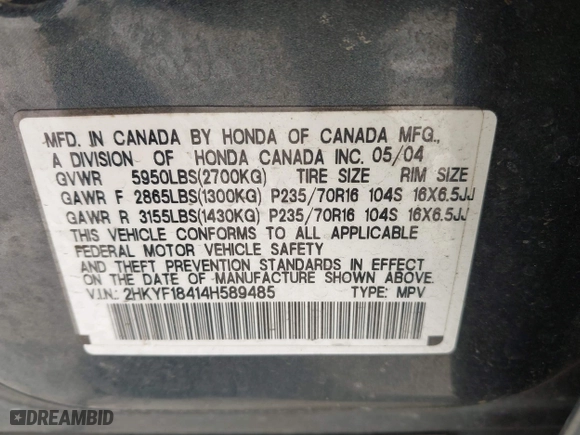 MFD. IN CANADA BY HONDA OF CANADA MFG.,
A DIVISION OF HONDA CANADA INC. 05/04
GVWR 5950LBS(2700KG) TIRE SIZE RIM SIZE
GAWR F 2865LBS(1300KG) P235/70R16 104S 16X6.5JJ
GAWR R 3155LBS(1430KG) P235/70R16 104S 16X6.5JJ
THIS VEHICLE CONFORMS TO ALL APPLICABLE
FEDERAL MOTOR VEHICLE SAFETY
AND THEFT PREVENTION STANDARDS IN EFFECT
ON THE DATE OF MANUFACTURE SHOWN ABOVE.
V.I.N.: 2HKYF18414H589485 TYPE: MPV
DREAMBID